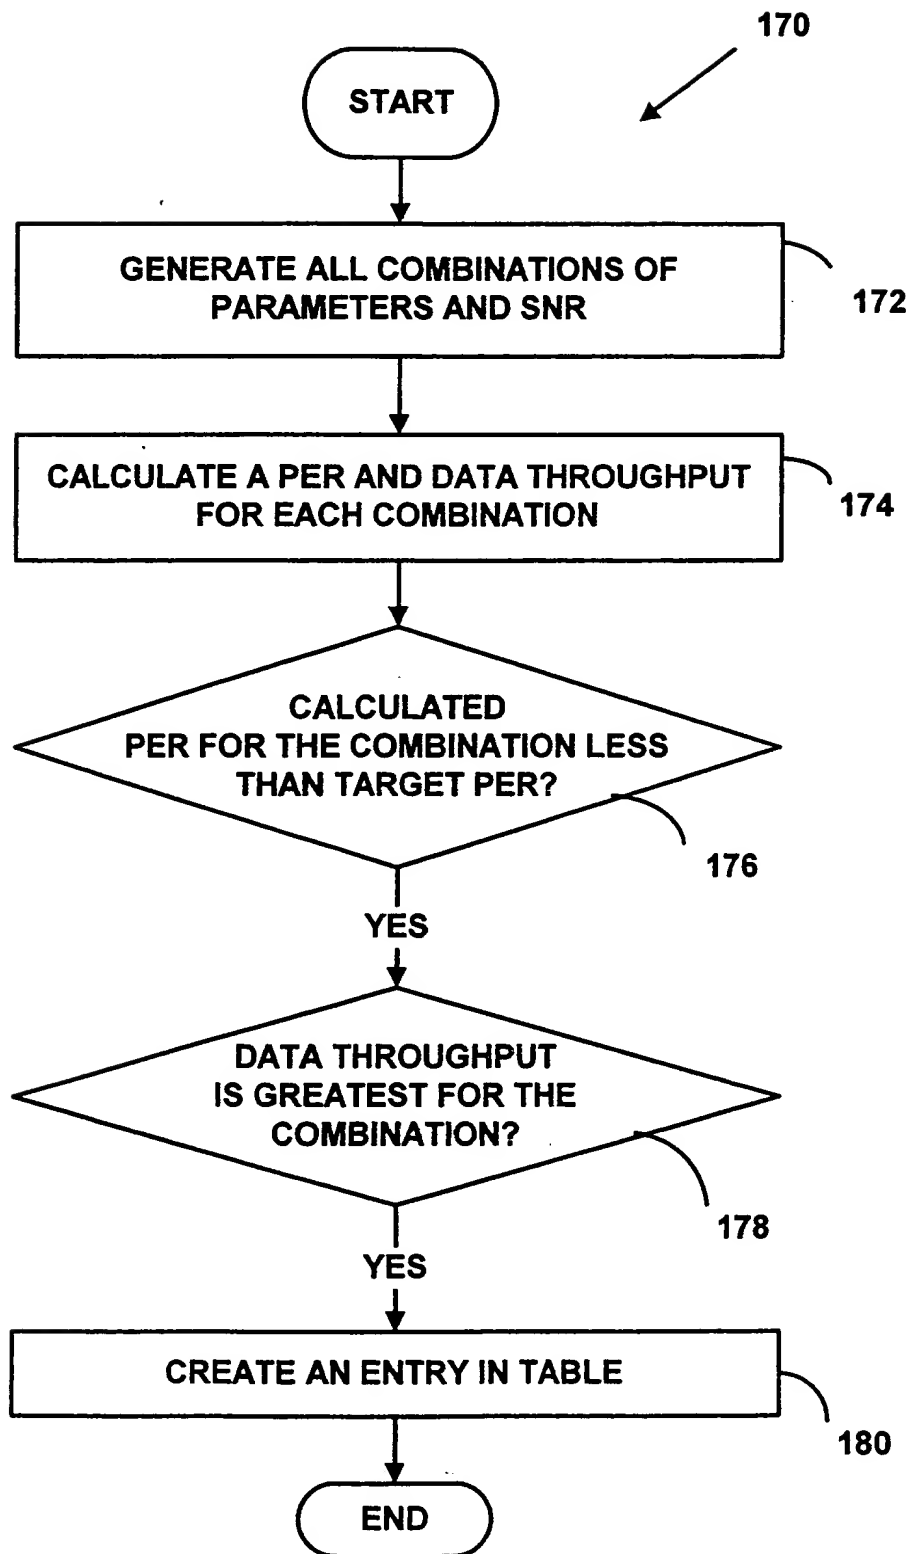 170
START
GENERATE ALL COMBINATIONS OF
PARAMETERS AND SNR
172
CALCULATE A PER AND DATA THROUGHPUT
FOR EACH COMBINATION
174
CALCULATED
PER FOR THE COMBINATION LESS
THAN TARGET PER?
176
YES
DATA THROUGHPUT
IS GREATEST FOR THE
COMBINATION?
178
YES
CREATE AN ENTRY IN TABLE
180
END